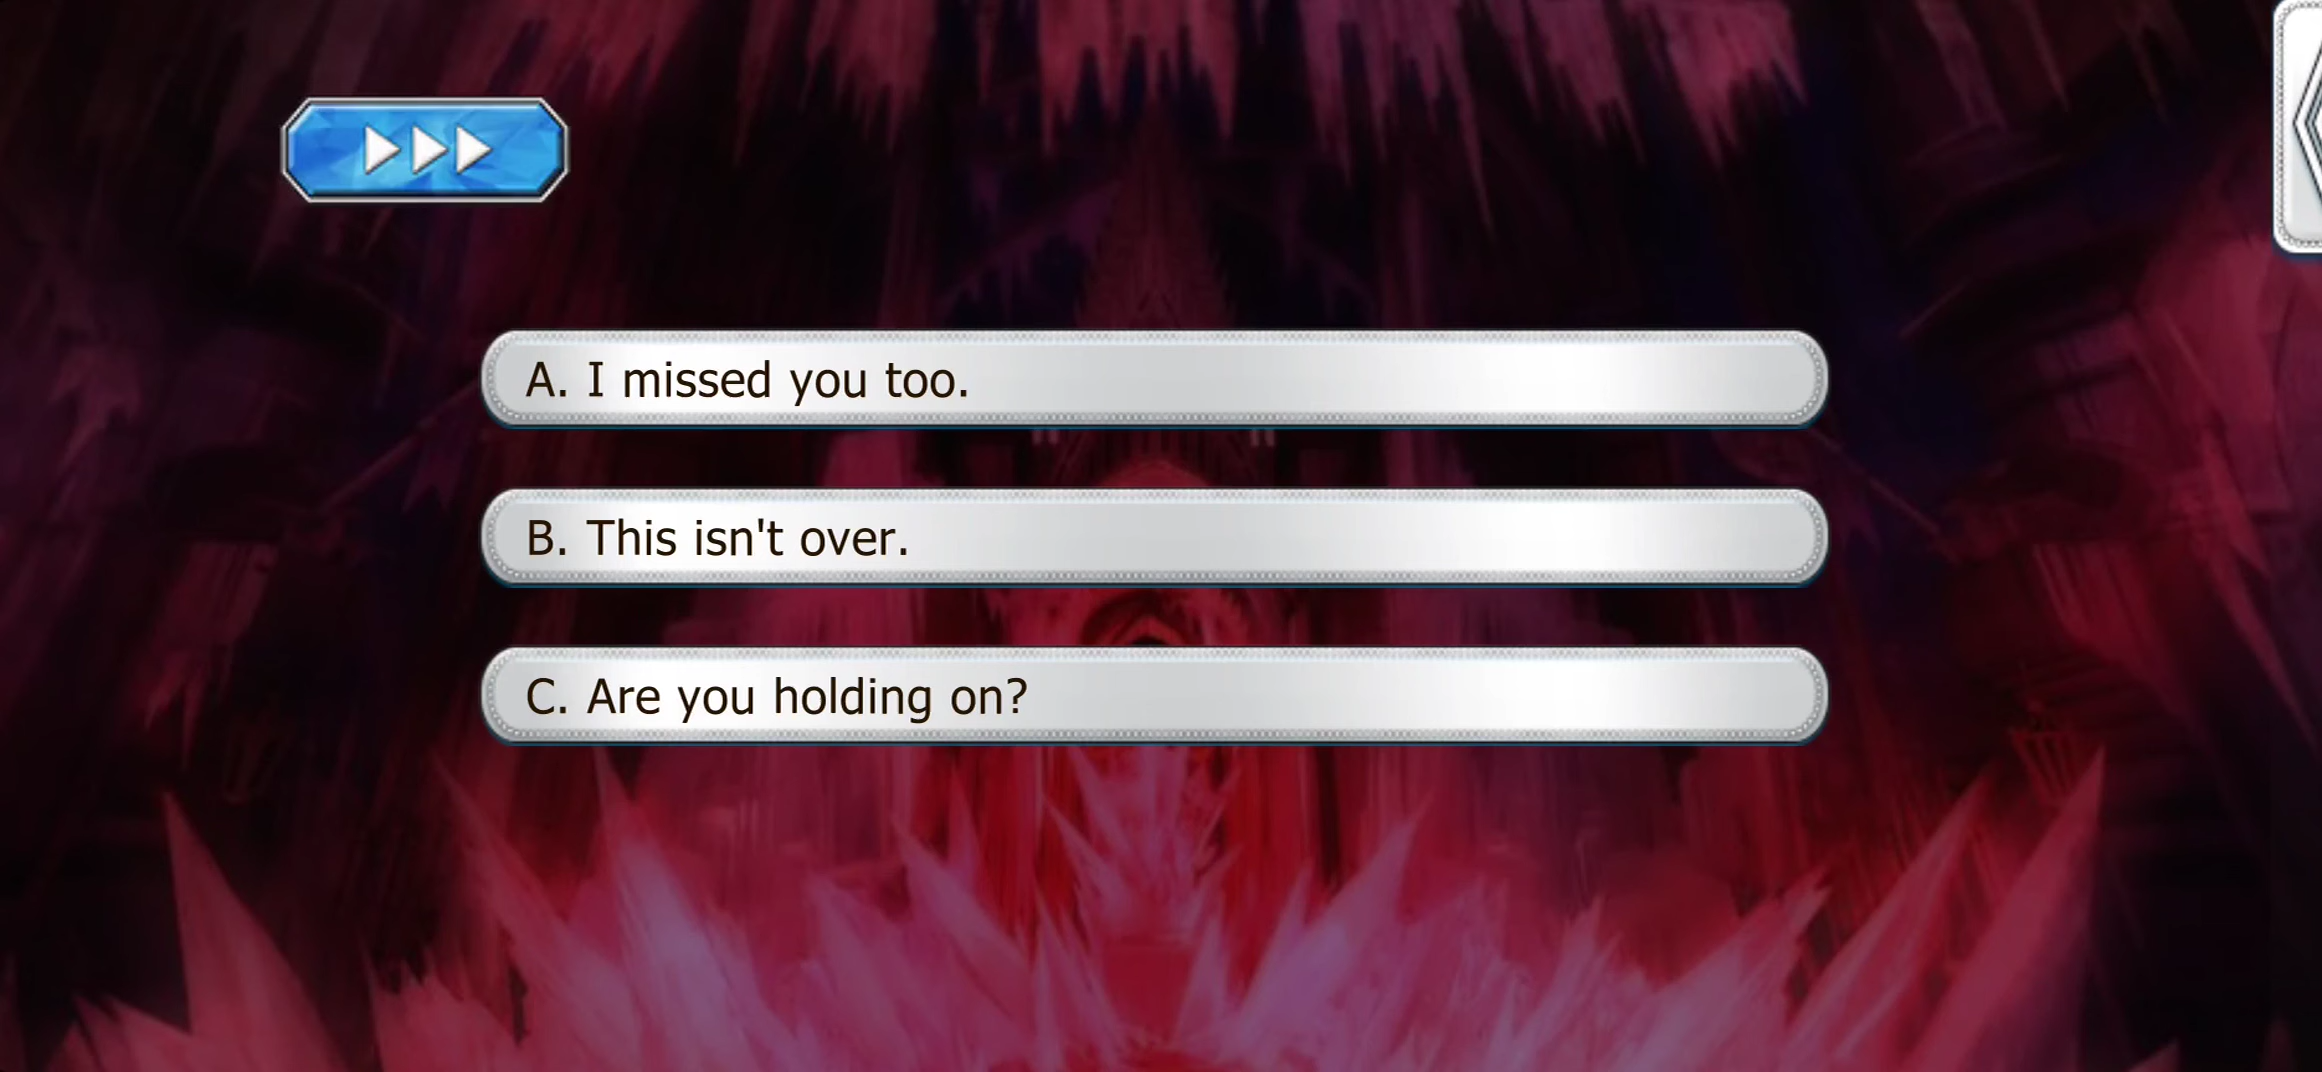 A. I missed you too.
B. This isn't over.
C. Are you holding on?